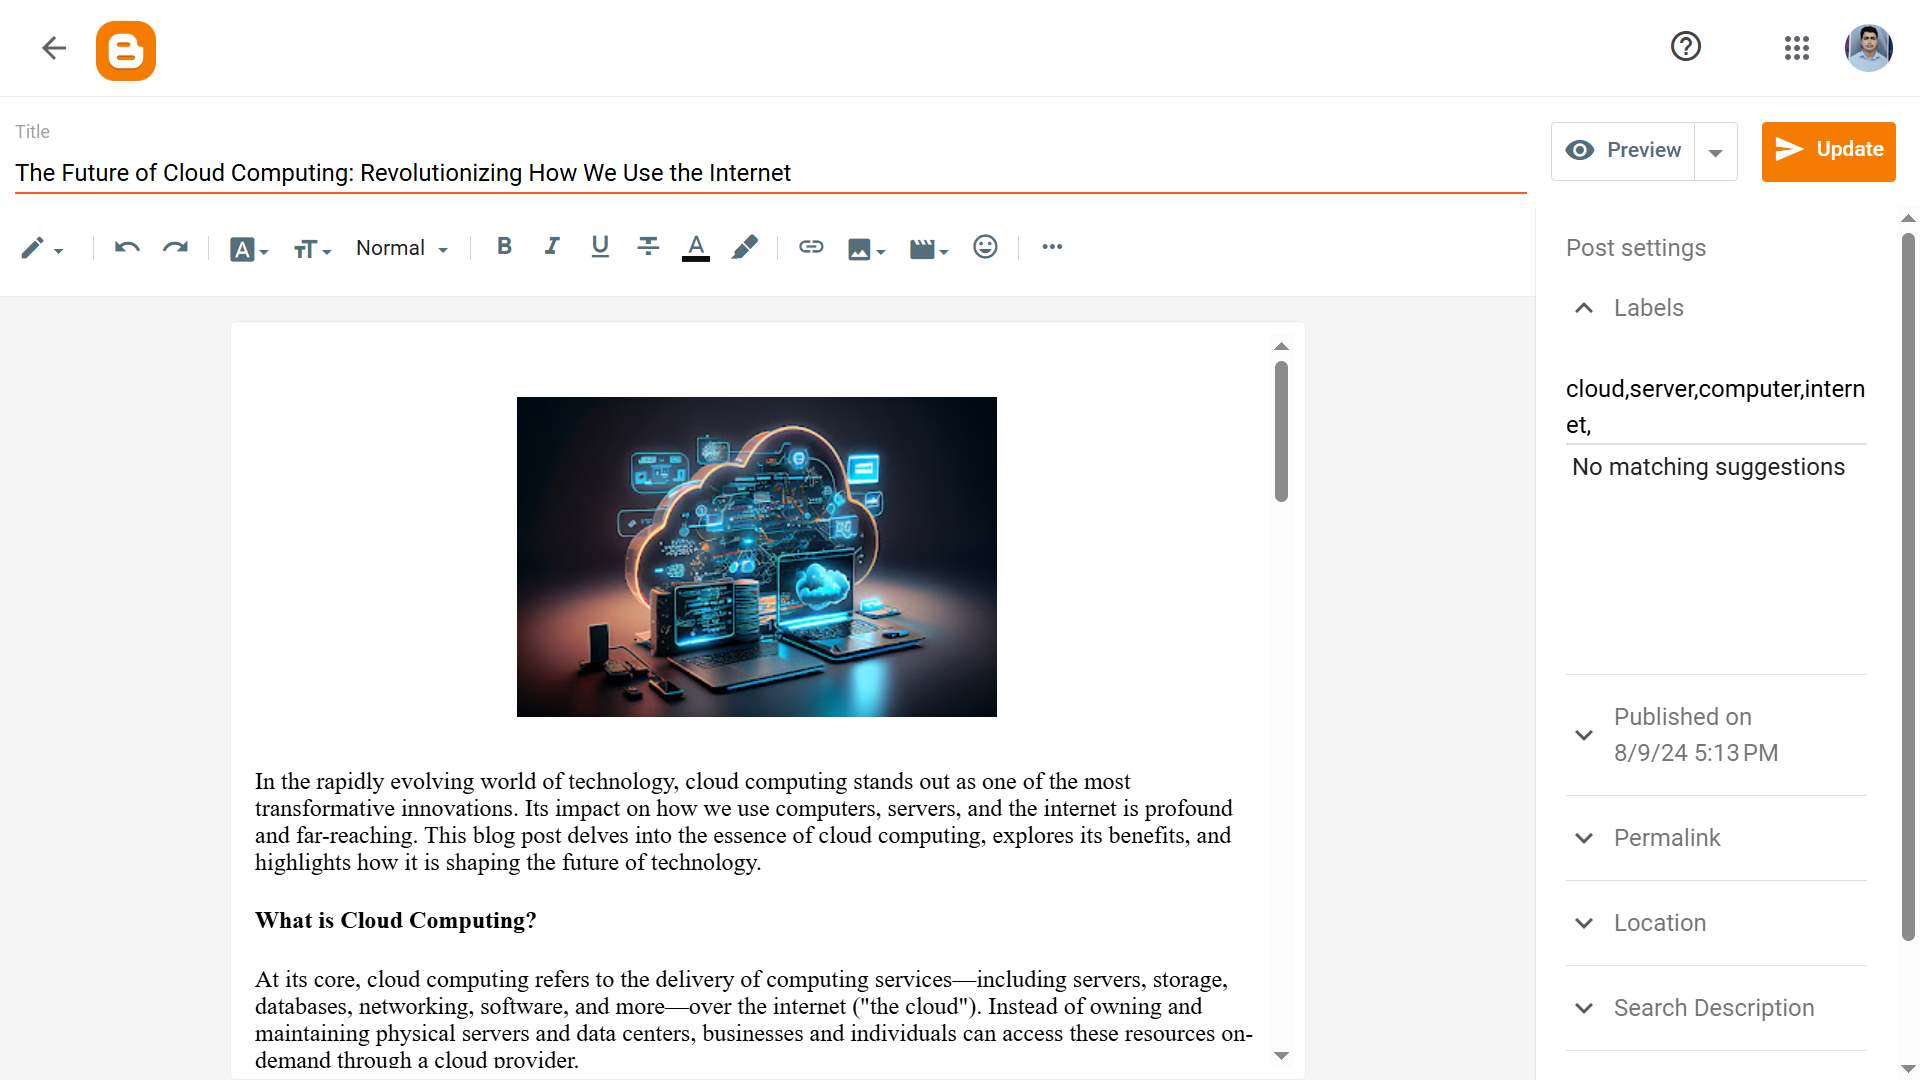 Title
The Future of Cloud Computing: Revolutionizing How We Use the Internet
Preview
Update
Normal
Post settings
Labels
cloud,server,computer,intern
et,
No matching suggestions
Published on
8/9/24 5:13 PM
Permalink
Location
Search Description
In the rapidly evolving world of technology, cloud computing stands out as one of the most
transformative innovations. Its impact on how we use computers, servers, and the internet is profound
and far-reaching. This blog post delves into the essence of cloud computing, explores its benefits, and
highlights how it is shaping the future of technology.
What is Cloud Computing?
At its core, cloud computing refers to the delivery of computing services—including servers, storage,
databases, networking, software, and more—over the internet ("the cloud"). Instead of owning and
maintaining physical servers and data centers, businesses and individuals can access these resources on-
demand through a cloud provider.